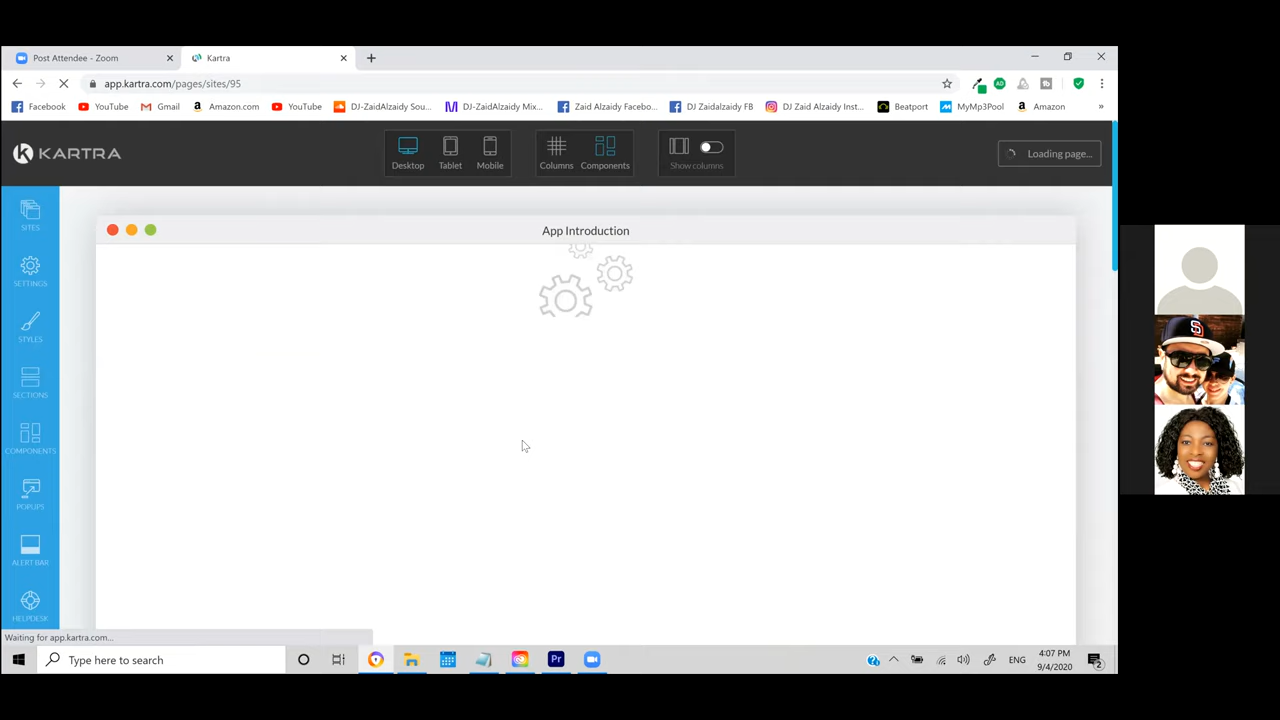 Post Attendee - Zoom
Kartra
app.kartra.com/pages/sites/95
Facebook
YouTube
Gmail
Amazon.com
YouTube
DJ-ZaidAlzaidy Sou...
DJ-ZaidAlzaidy Mix...
Zaid Alzaidy Facebo...
DJ Zaidalzaidy FB
DJ Zaid Alzaidy Inst...
Beatport
MyMp3Pool
Amazon
»
KARTRA
Desktop
Tablet
Mobile
Columns
Components
Show columns
Loading page...
SITES
SETTINGS
STYLES
SECTIONS
COMPONENTS
POPUPS
ALERT BAR
HELPDESK
App Introduction
Waiting for app.kartra.com...
Type here to search
Pr
ENG
4:07 PM
9/4/2020
2